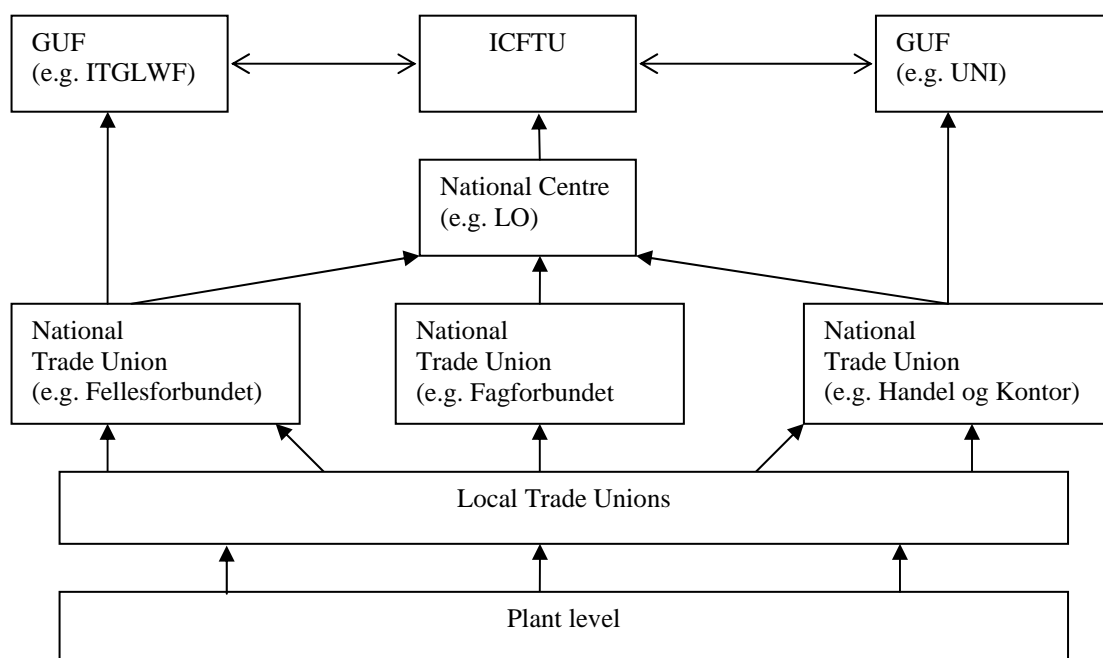 GUF
(e.g. ITGLWF)
ICFTU
GUF
(e.g. UNI)
National Centre
(e.g. LO)
National
Trade Union
(e.g. Fellesforbundet)
National
Trade Union
(e.g. Fagforbundet
National
Trade Union
(e.g. Handel og Kontor)
Local Trade Unions
Plant level